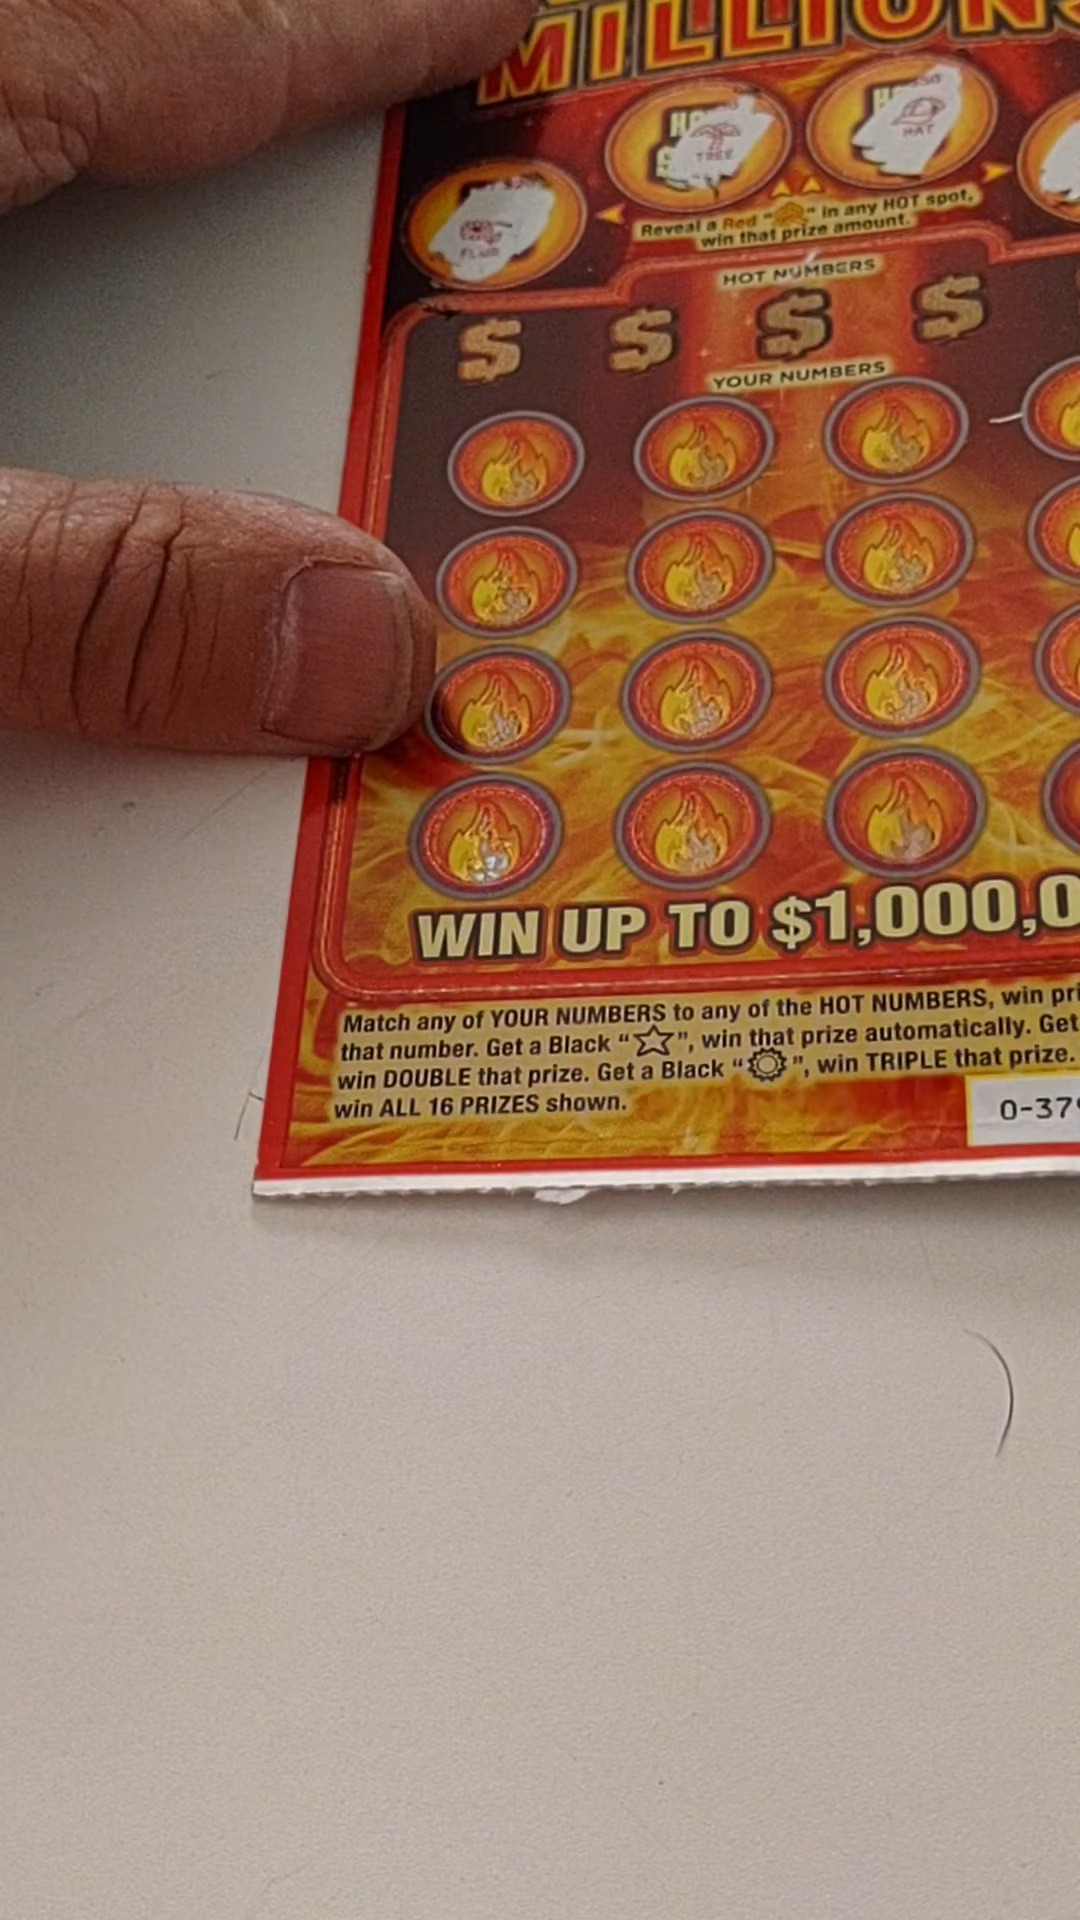 MILLION
TREE
HAT
Reveal a Red " " in any HOT spot,
win that prize amount.
HOT NUMBERS
$ $ $ $
YOUR NUMBERS
WIN UP TO $1,000,0
Match any of YOUR NUMBERS to any of the HOT NUMBERS, win pri
that number. Get a Black "☆", win that prize automatically. Get
win DOUBLE that prize. Get a Black " ", win TRIPLE that prize.
win ALL 16 PRIZES shown.
0-379